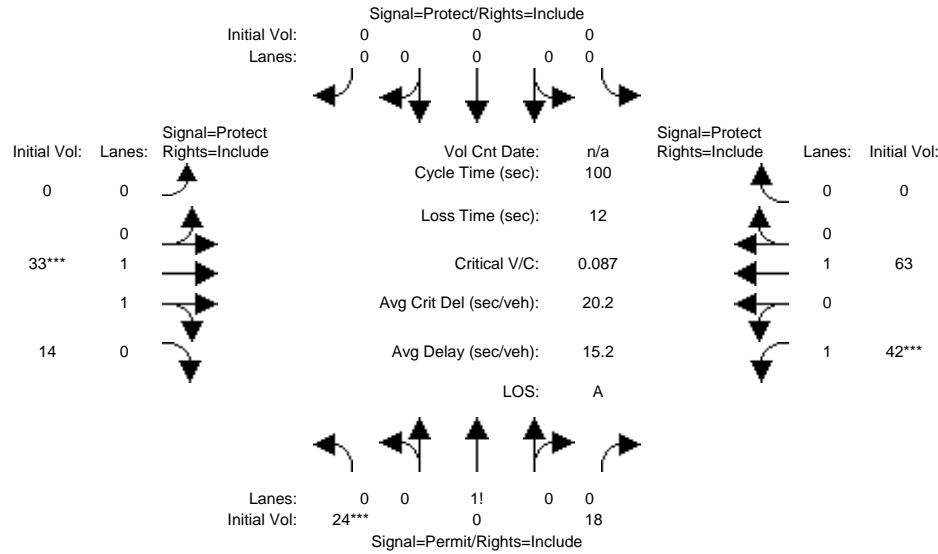 Signal=Protect/Rights=Include
Initial Vol: 0 0 0
Lanes: 0 0 0 0 0
Signal=Protect
Initial Vol: Lanes: Rights=Include
Vol Cnt Date: n/a
Signal=Protect
Rights=Include Lanes: Initial Vol:
Cycle Time (sec): 100
0 0
0 0
Loss Time (sec): 12
0
0
33*** 1
Critical V/C: 0.087
1 63
1
Avg Crit Del (sec/veh): 20.2
0
14 0
Avg Delay (sec/veh): 15.2
1 42***
LOS: A
Lanes: 0 0 1! 0 0
Initial Vol: 24*** 0 18
Signal=Permit/Rights=Include